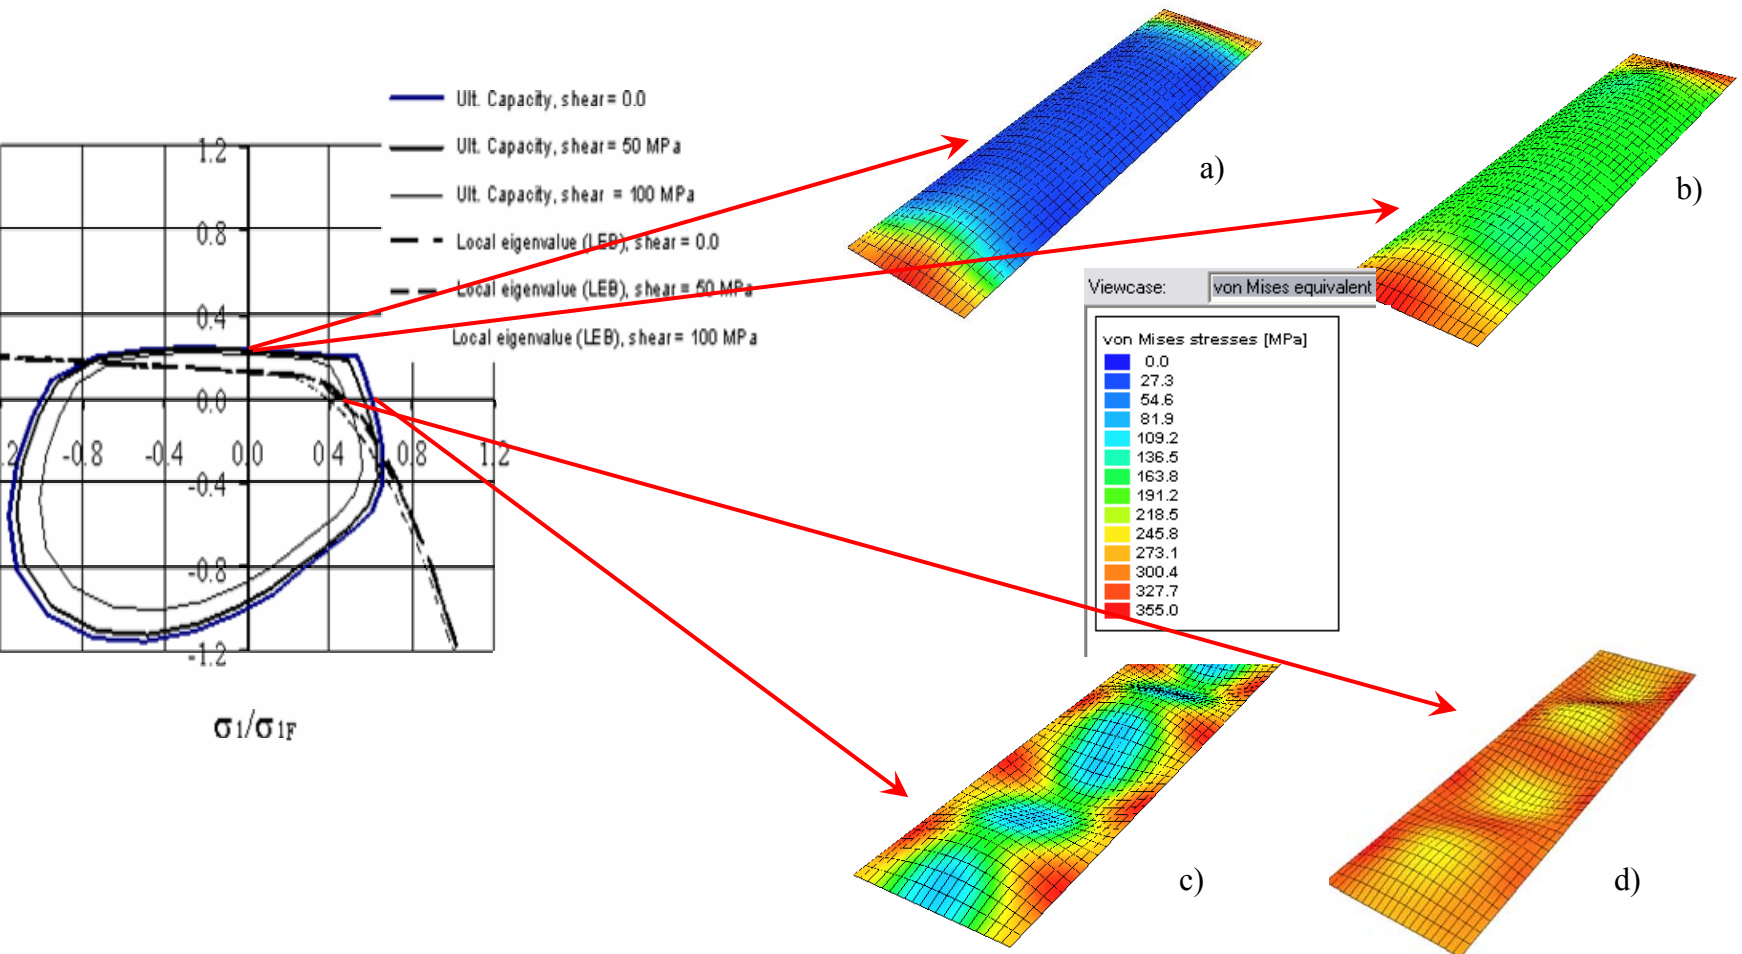 Ult. Capacity, shear= 0.0
Ult. Capacity, shear= 50 MPa
Ult. Capacity, shear = 100 MPa
Local eigenvalue (LEB), shear = 0.0
Local eigenvalue (LEB), shear = 50 MPa
Local eigenvalue (LEB), shear= 100 MPa
1.2
0.8
0.4
0.0
-0.8 -0.4 0.0 0.4 0.8 1.2
-0.4
-0.8
-1.2
σ1/σ1F
a)
b)
Viewcase: von Mises equivalent
von Mises stresses [MPa]
0.0
27.3
54.6
81.9
109.2
136.5
163.8
191.2
218.5
245.8
273.1
300.4
327.7
355.0
c)
d)